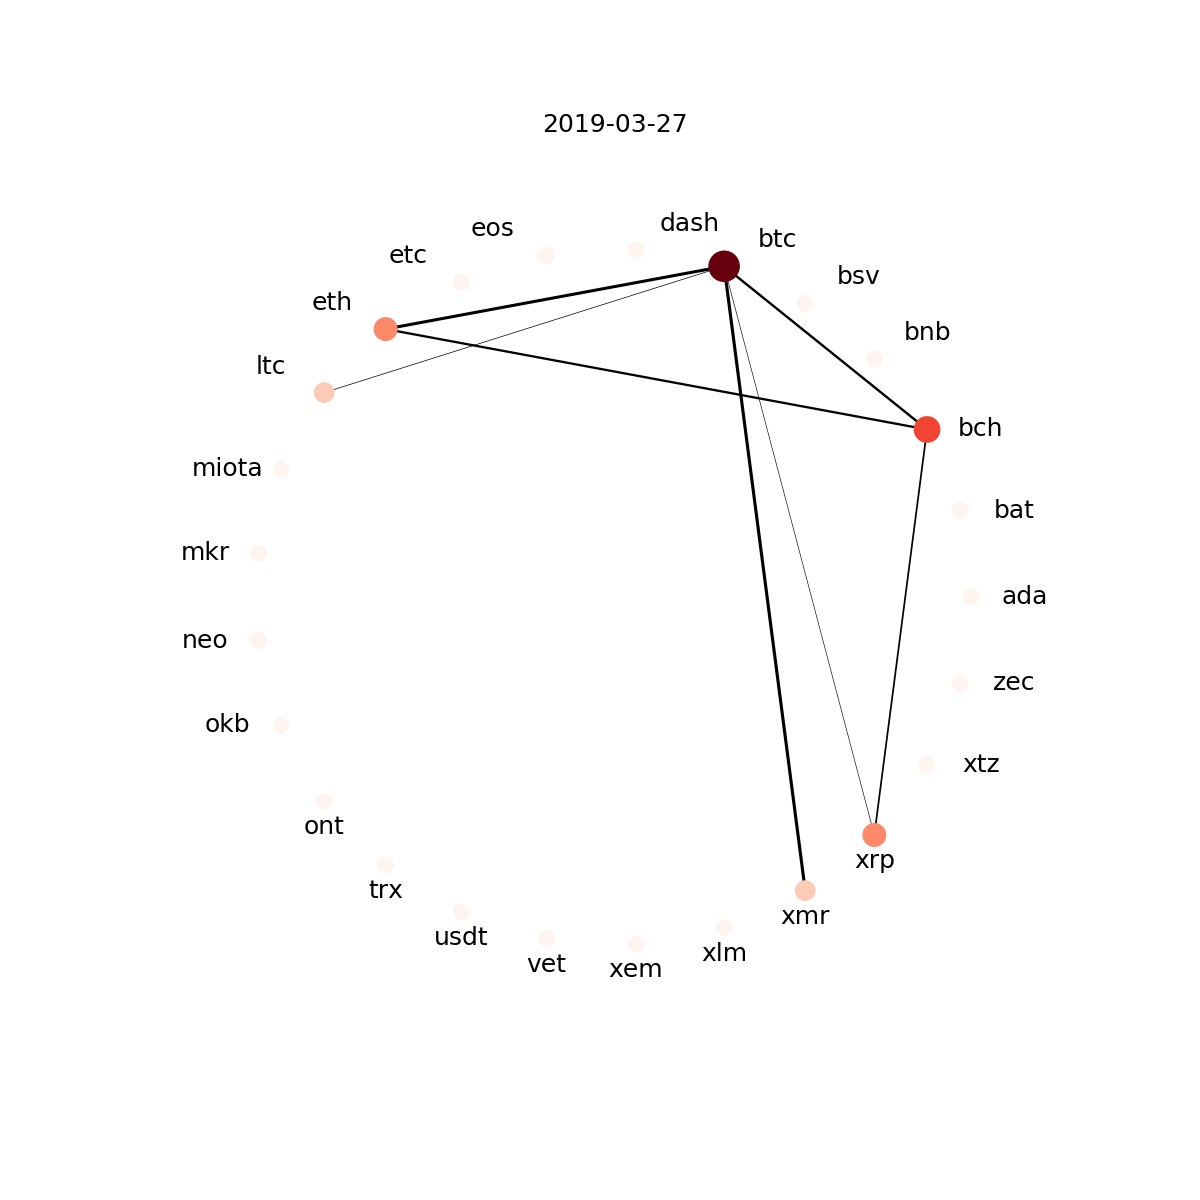 2019-03-27
dash
eos
btc
etc
bsv
eth
bnb
ltc
bch
miota
bat
mkr
ada
neo
zec
okb
xtz
ont
xrp
trx
xmr
usdt
xlm
vet
xem